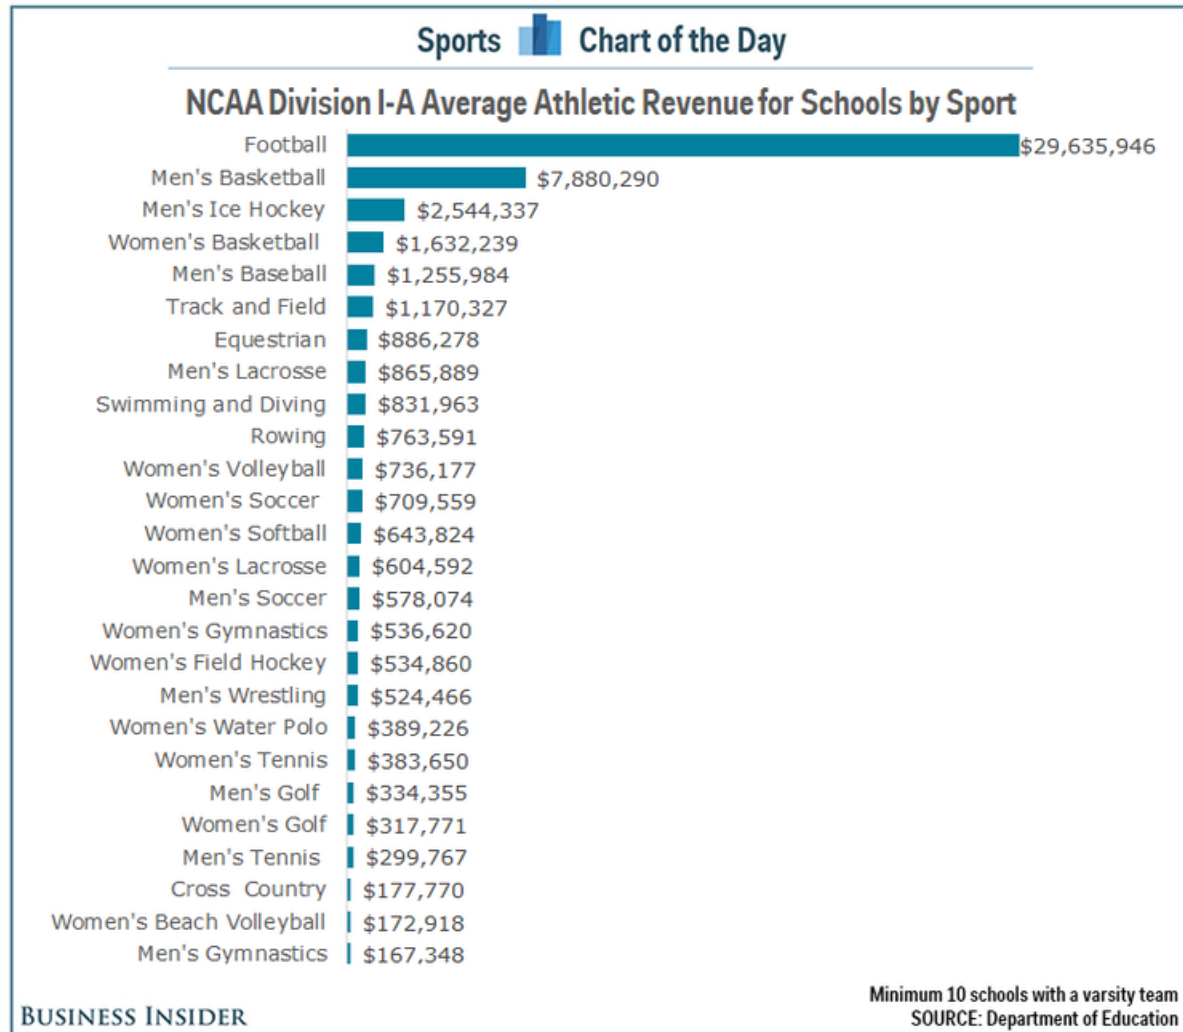 Sports Chart of the Day
NCAA Division I-A Average Athletic Revenue for Schools by Sport
Football $29,635,946
Men's Basketball $7,880,290
Men's Ice Hockey $2,544,337
Women's Basketball $1,632,239
Men's Baseball $1,255,984
Track and Field $1,170,327
Equestrian $886,278
Men's Lacrosse $865,889
Swimming and Diving $831,963
Rowing $763,591
Women's Volleyball $736,177
Women's Soccer $709,559
Women's Softball $643,824
Women's Lacrosse $604,592
Men's Soccer $578,074
Women's Gymnastics $536,620
Women's Field Hockey $534,860
Men's Wrestling $524,466
Women's Water Polo $389,226
Women's Tennis $383,650
Men's Golf $334,355
Women's Golf $317,771
Men's Tennis $299,767
Cross Country $177,770
Women's Beach Volleyball $172,918
Men's Gymnastics $167,348
Minimum 10 schools with a varsity team
BUSINESS INSIDER SOURCE: Department of Education